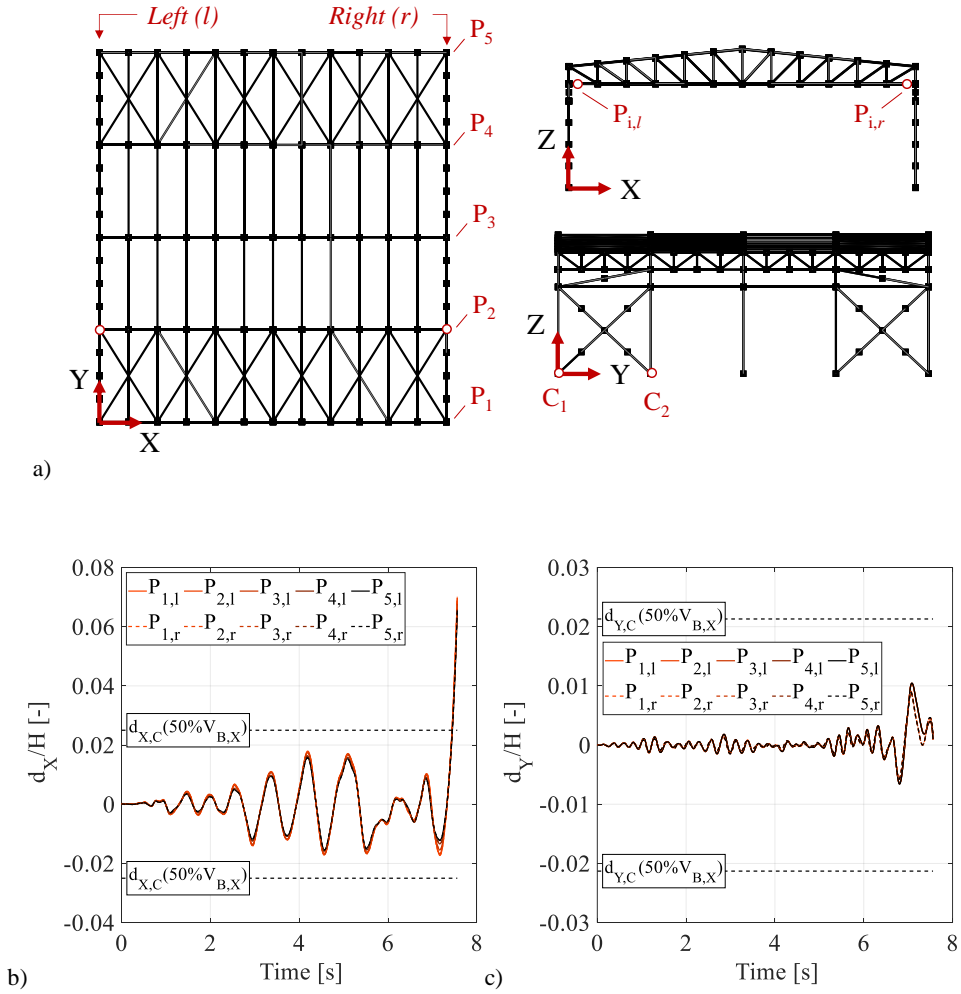 Left (l) Right (r)
P5
P4
P3
P2
P1
Y
X
Pi,l Pi,r
Z
X
Z
Y
C1 C2
a)
0.08
0.06
0.04
0.02
0
-0.02
-0.04
dX/H [-]
P1,l P2,l P3,l P4,l P5,l
P1,r P2,r P3,r P4,r P5,r
dX,C(50%VB,X)
dX,C(50%VB,X)
0 2 4 6 8
Time [s]
b)
0.03
0.02
0.01
0
-0.01
-0.02
-0.03
dY/H [-]
dY,C(50%VB,X)
P1,l P2,l P3,l P4,l P5,l
P1,r P2,r P3,r P4,r P5,r
dY,C(50%VB,X)
0 2 4 6 8
Time [s]
c)